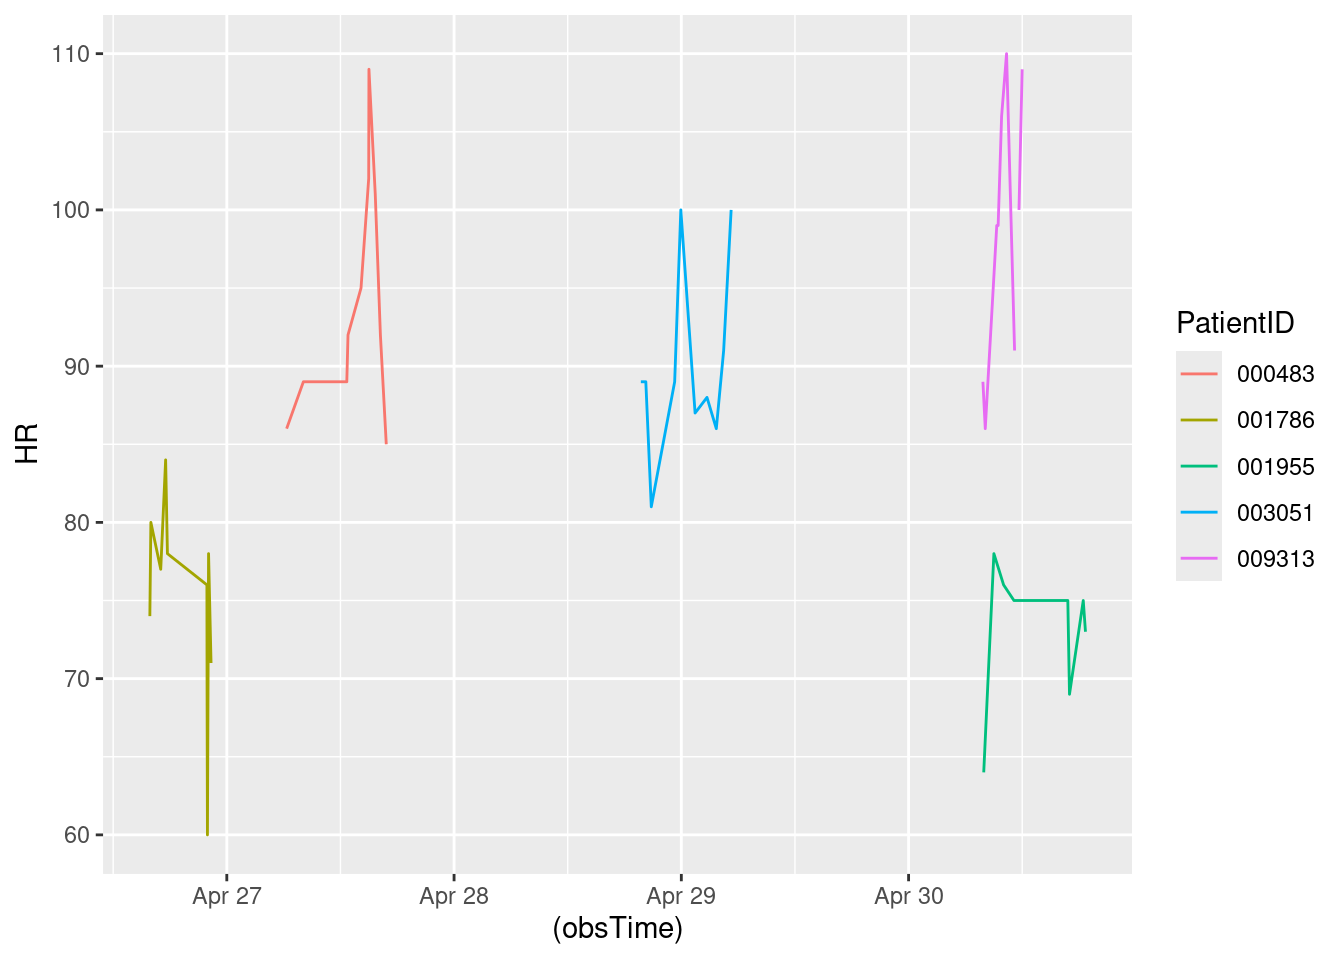 110
100
90
80
70
60
HR
Apr 27
Apr 28
Apr 29
Apr 30
(obsTime)
PatientID
000483
001786
001955
003051
009313